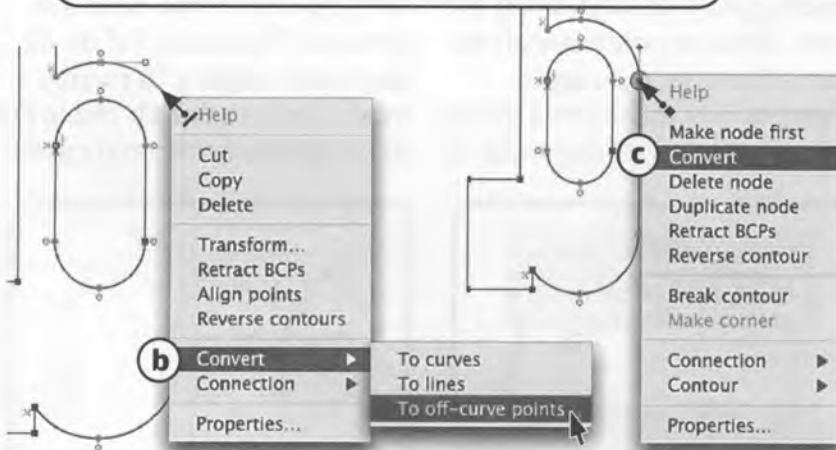 Help
Cut
Copy
Delete
Transform...
Retract BCPs
Align points
Reverse contours
b
Convert
Connection
Properties...
To curves
To lines
To off-curve points
Help
Make node first
c
Convert
Delete node
Duplicate node
Retract BCPs
Reverse contour
Break contour
Make corner
Connection
Contour
Properties...